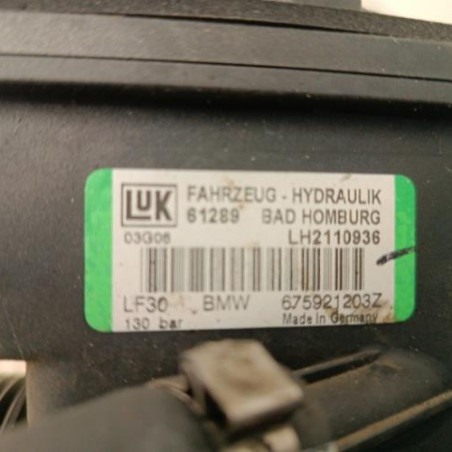 LUK FAHRZEUG - HYDRAULIK
61289 BAD HOMBURG
03G06 LH2110936
LF30 BMW 675921203Z
130 bar Made In Germany